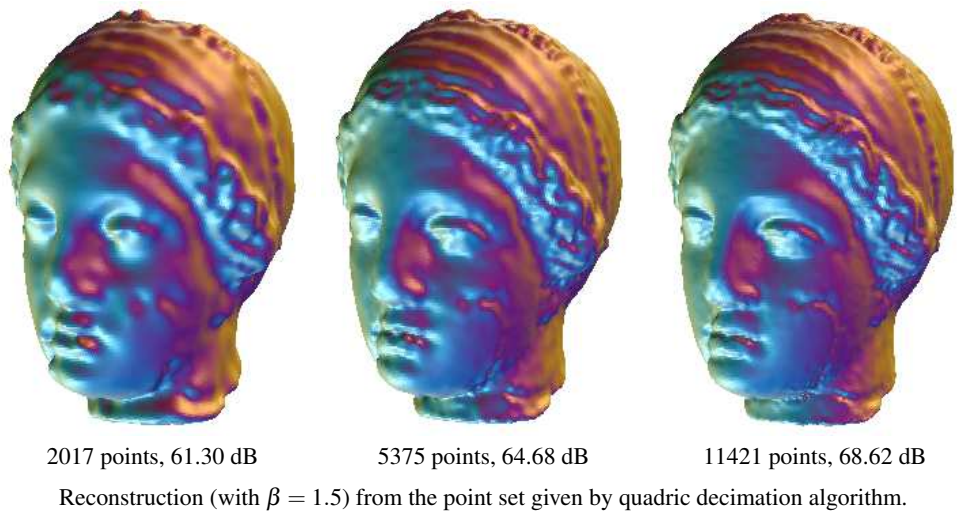 2017 points, 61.30 dB
5375 points, 64.68 dB
11421 points, 68.62 dB
Reconstruction (with β = 1.5) from the point set given by quadric decimation algorithm.